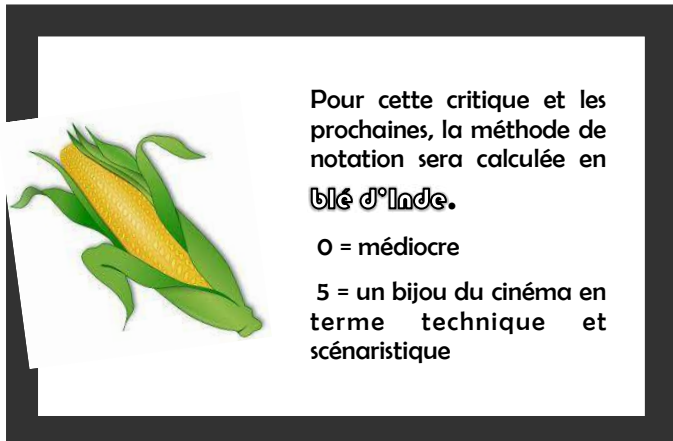 Pour cette critique et les
prochaines, la méthode de
notation sera calculée en
blé d'Inde.
0 = médiocre
5 = un bijou du cinéma en
terme technique et
scénaristique